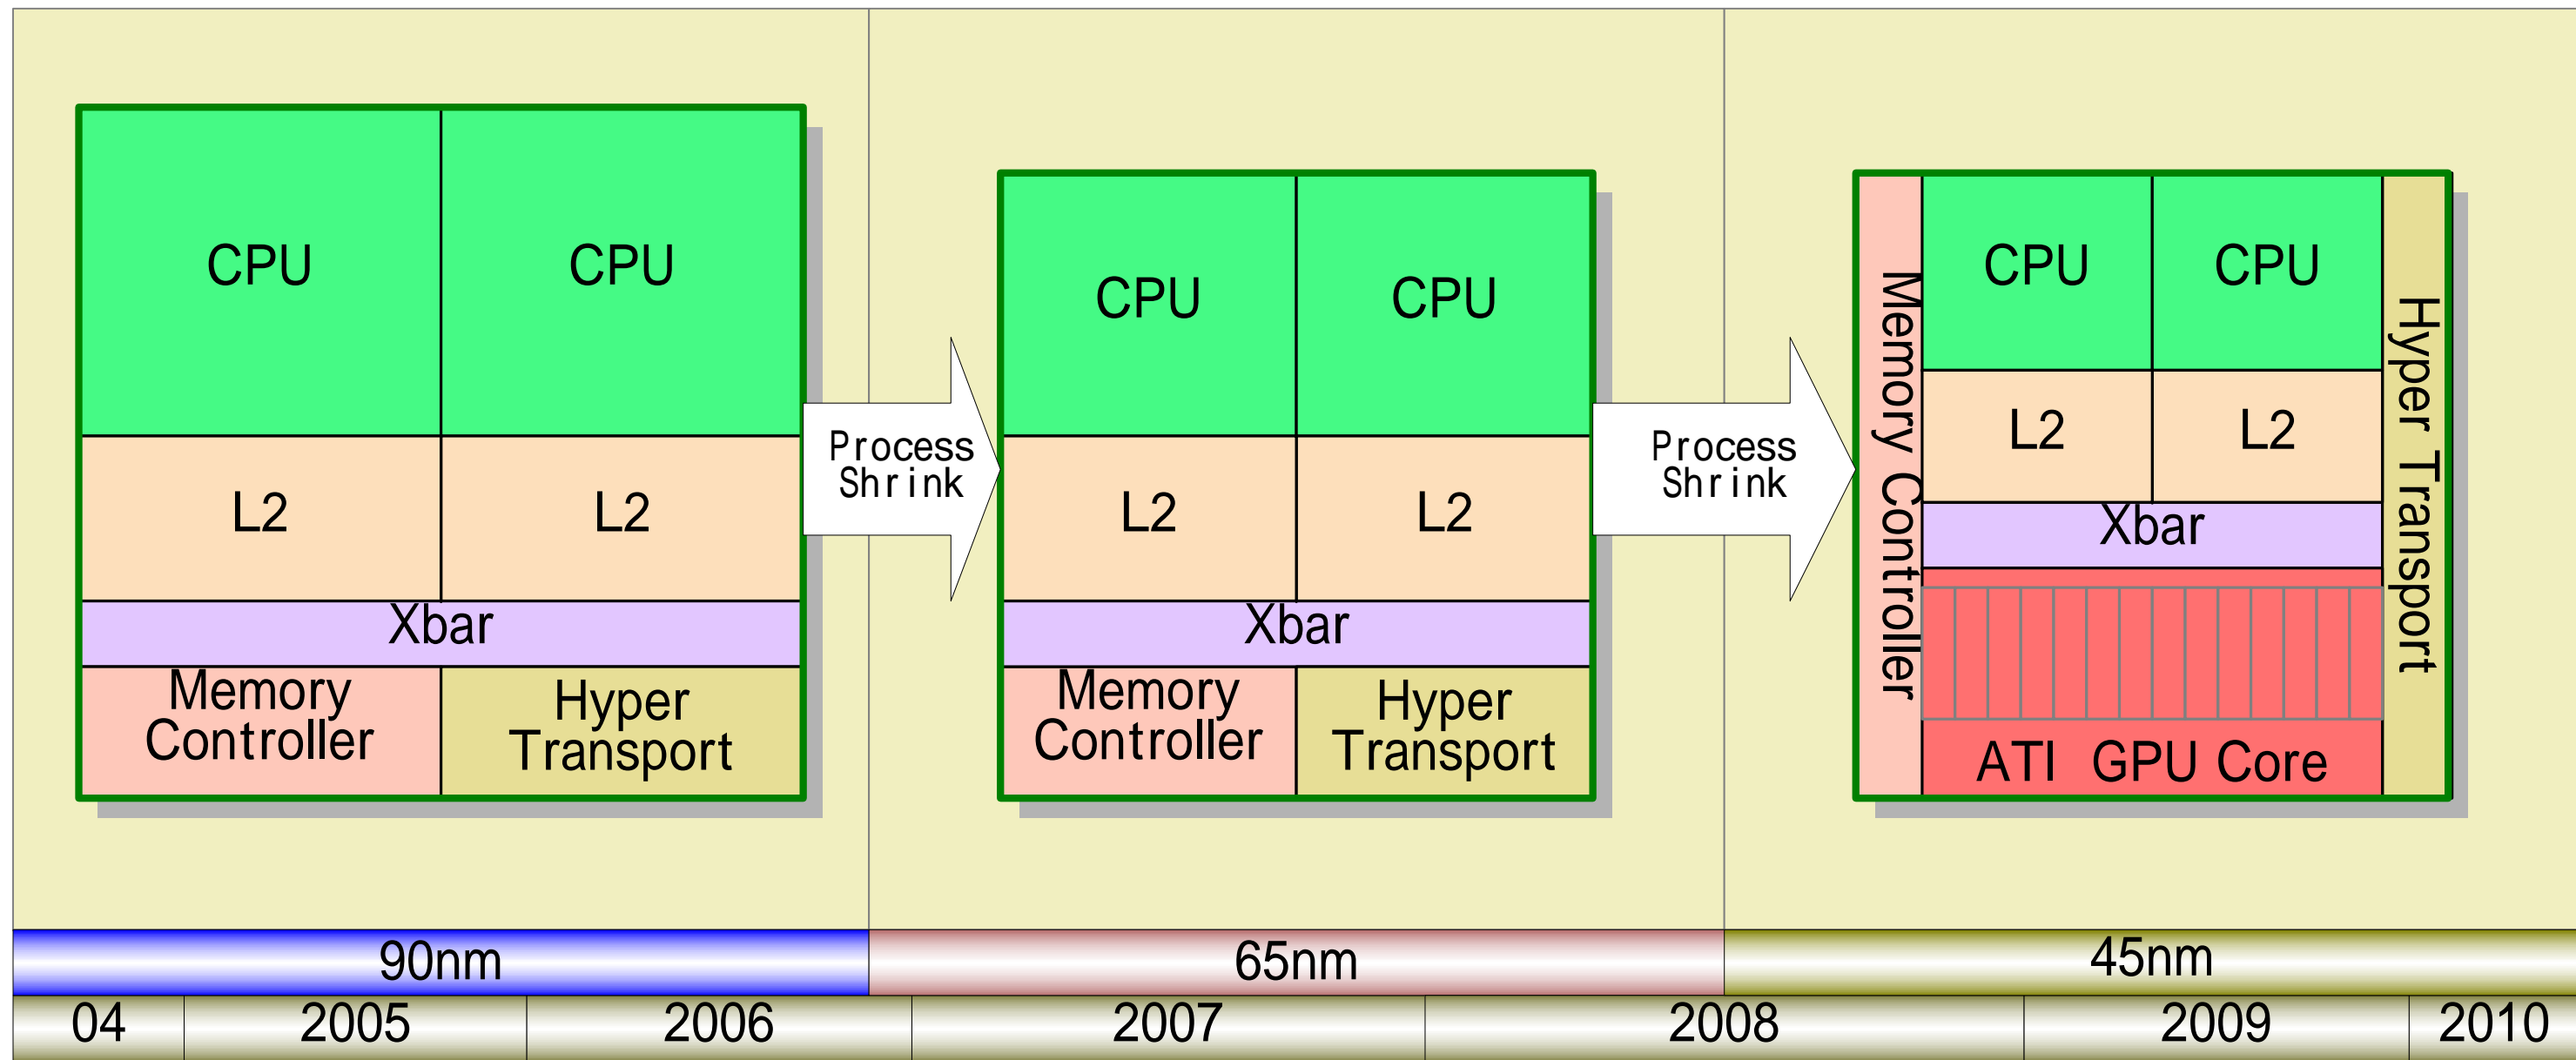 CPU
CPU
L2
L2
Xbar
Memory
Controller
Hyper
Transport
Process
Shrink
CPU
CPU
L2
L2
Xbar
Memory
Controller
Hyper
Transport
Process
Shrink
Memory Controller
CPU
CPU
L2
L2
Xbar
ATI GPU Core
Hyper Transport
90nm
65nm
45nm
04
2005
2006
2007
2008
2009
2010